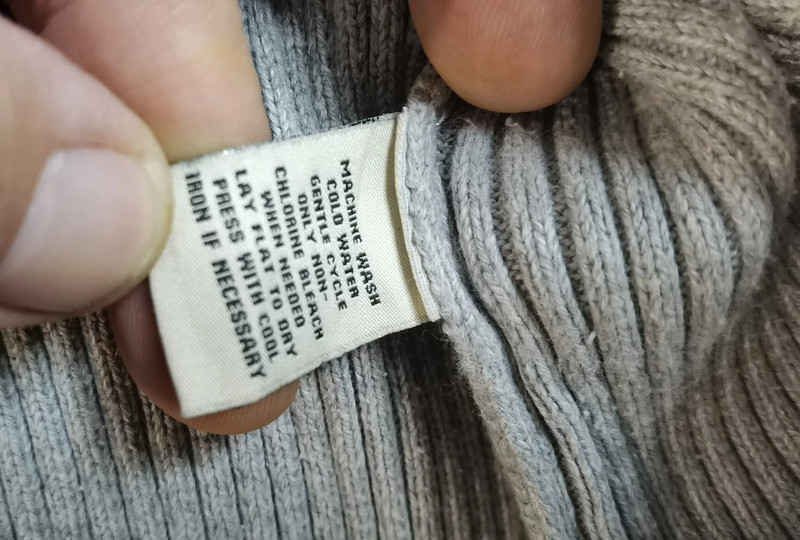 MACHINE WASH
COLD WATER
GENTLE CYCLE
ONLY NON-
CHLORINE BLEACH
WHEN NEEDED
LAY FLAT TO DRY
PRESS WITH COOL
IRON IF NECESSARY